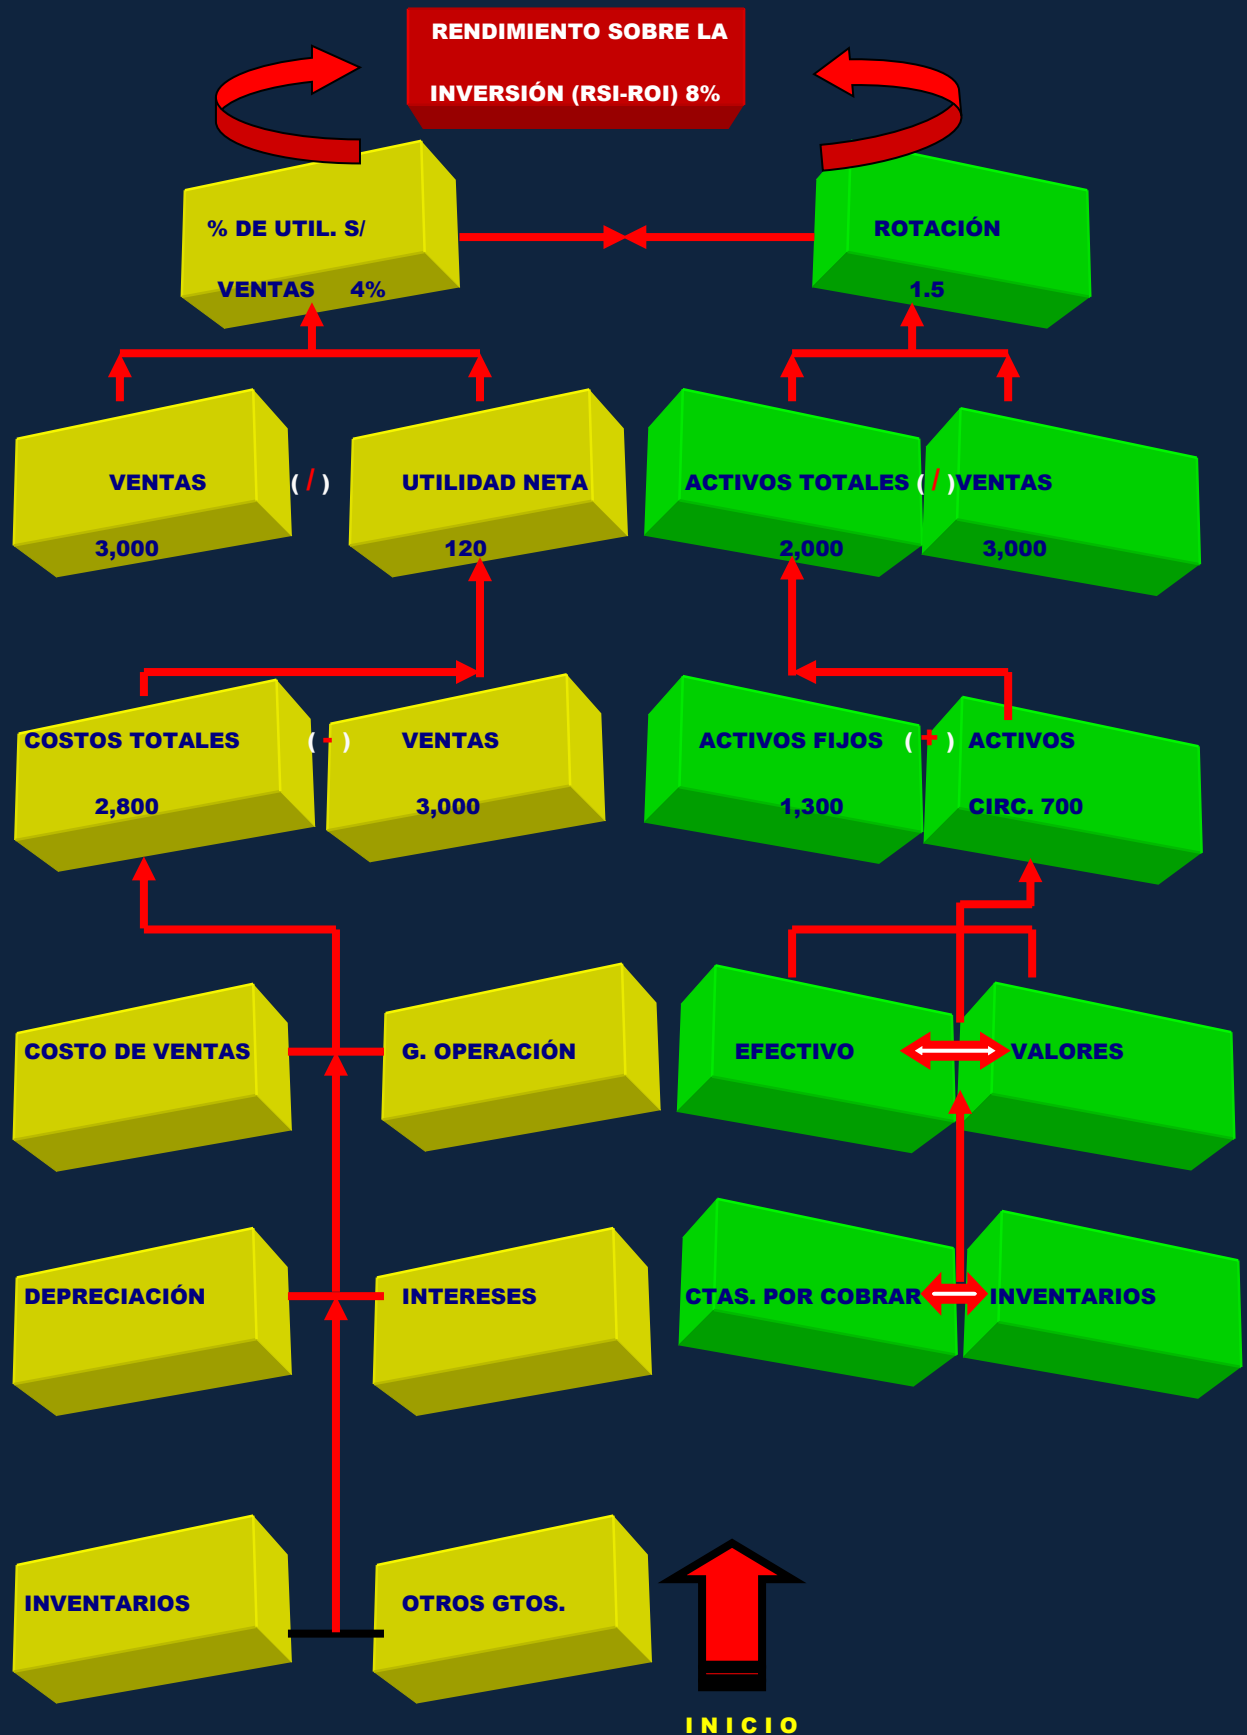 RENDIMIENTO SOBRE LA
INVERSIÓN (RSI-ROI) 8%
% DE UTIL. S/
VENTAS 4%
ROTACIÓN
1.5
VENTAS
3,000
( / )
UTILIDAD NETA
120
ACTIVOS TOTALES
2,000
( / )
VENTAS
3,000
COSTOS TOTALES
2,800
( - )
VENTAS
3,000
ACTIVOS FIJOS
1,300
( + )
ACTIVOS
CIRC. 700
COSTO DE VENTAS
G. OPERACIÓN
EFECTIVO
VALORES
DEPRECIACIÓN
INTERESES
CTAS. POR COBRAR
INVENTARIOS
INVENTARIOS
OTROS GTOS.
I N I C I O